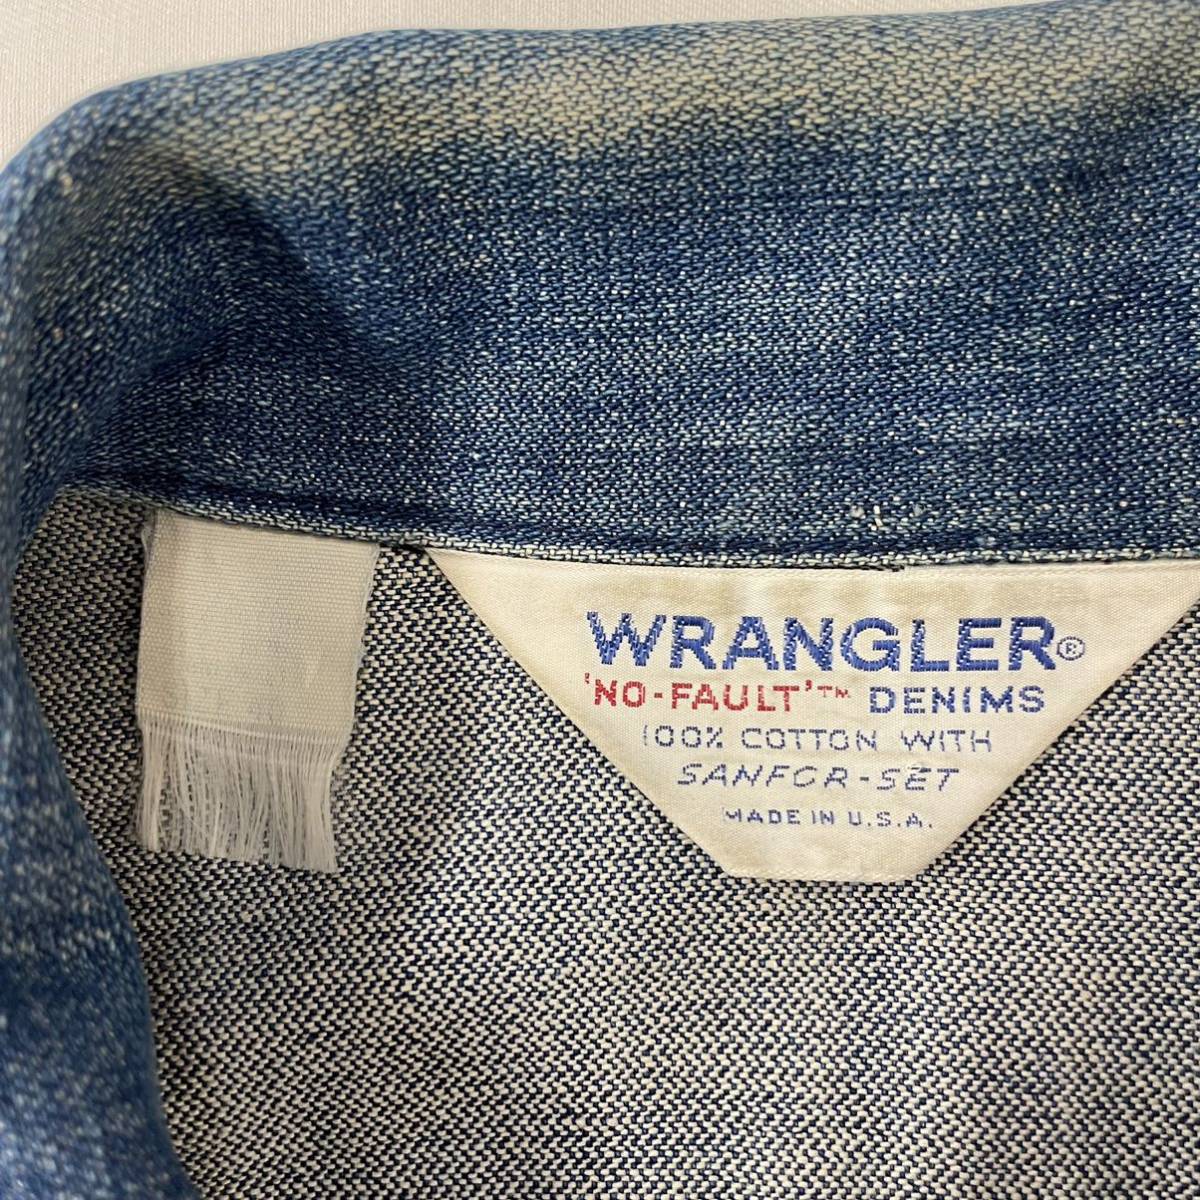 WRANGLER®
'NO-FAULT'™ DENIMS
100% COTTON WITH
SANFOR-SET
MADE IN U.S.A.